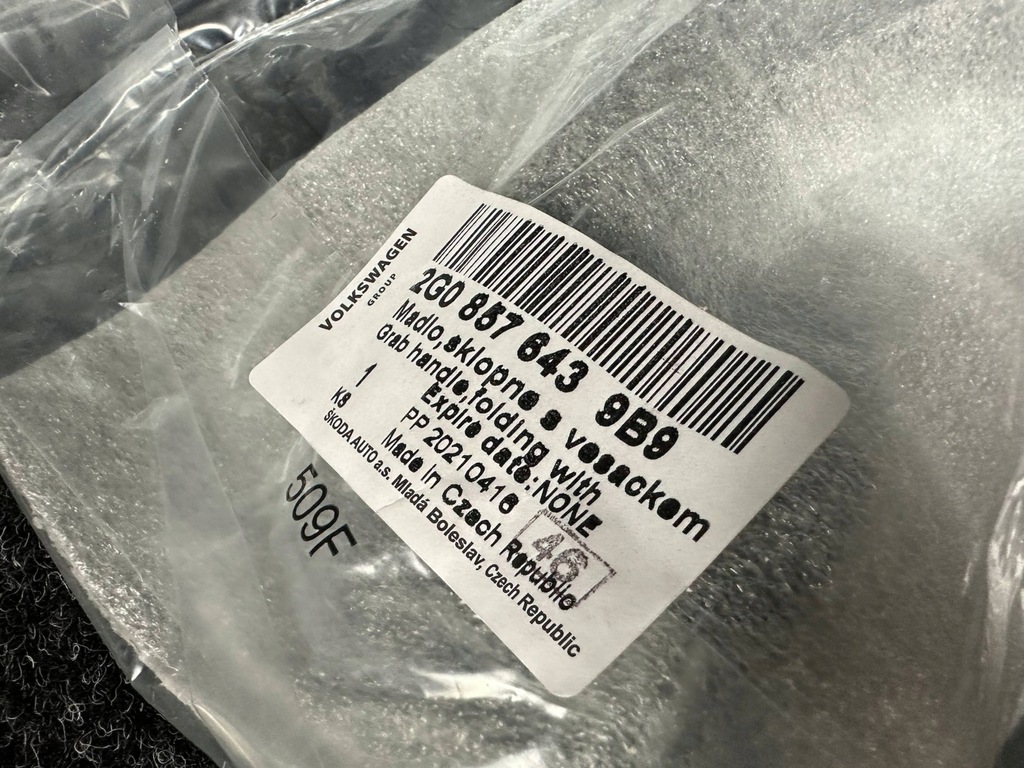 VOLKSWAGEN
GROUP
2G0 857 643 9B9
Madlo,sklopne s vesackom
Grab handle,folding with
Expire date:NONE
1
K8
PP 20210416
Made In Czech Republic
ŠKODA AUTO a.s. Mladá Boleslav, Czech Republic
46
509F